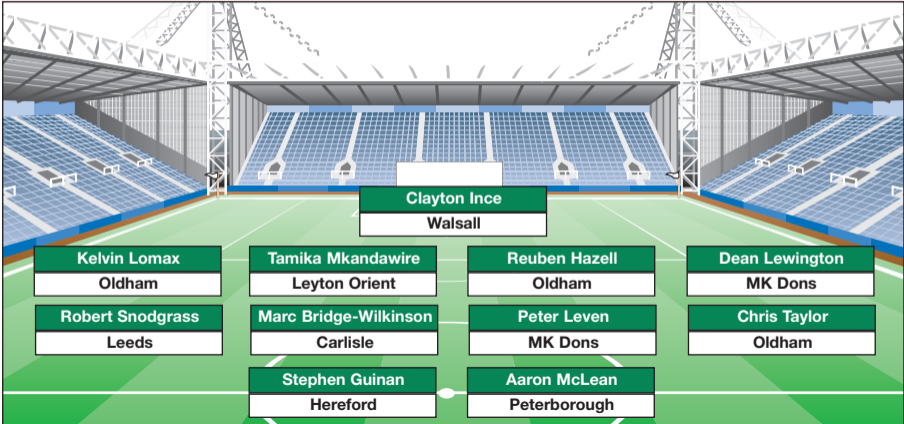 Clayton Ince
Walsall
Kelvin Lomax
Oldham
Tamika Mkandawire
Leyton Orient
Reuben Hazell
Oldham
Dean Lewington
MK Dons
Robert Snodgrass
Leeds
Marc Bridge-Wilkinson
Carlisle
Peter Leven
MK Dons
Chris Taylor
Oldham
Stephen Guinan
Hereford
Aaron McLean
Peterborough